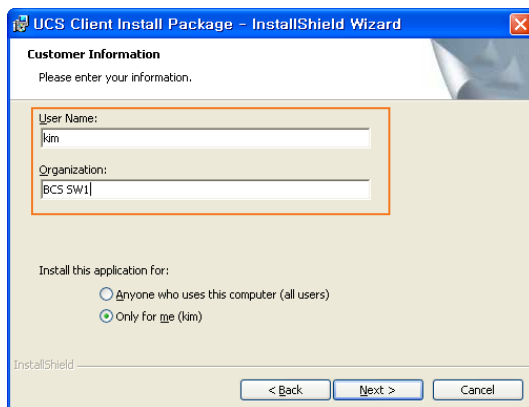 UCS Client Install Package - InstallShield Wizard
Customer Information
Please enter your information.
User Name:
kim
Organization:
BCS SW1
Install this application for:
Anyone who uses this computer (all users)
Only for me (kim)
InstallShield
< Back Next > Cancel